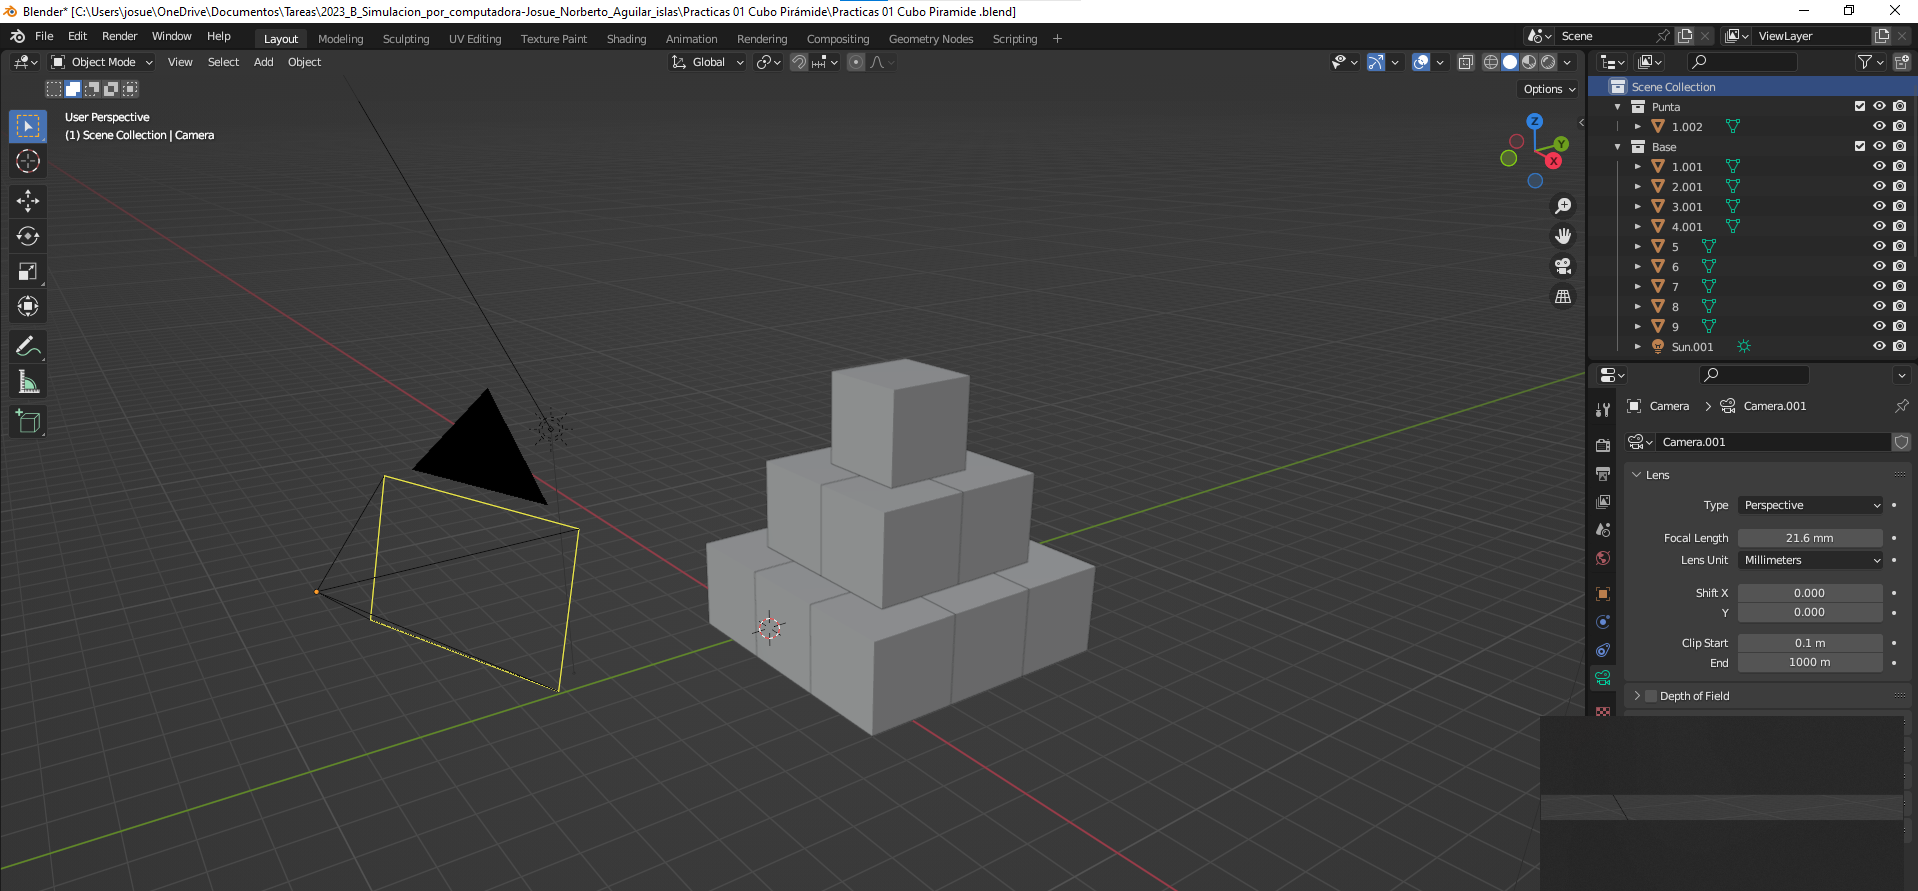 Blender* [C:\Users\josue\OneDrive\Documentos\Tareas\2023_B_Simulacion_por_computadora-Josue_Norberto_Aguilar_islas\Practicas 01 Cubo Pirámide\Practicas 01 Cubo Piramide .blend]
File Edit Render Window Help Layout Modeling Sculpting UV Editing Texture Paint Shading Animation Rendering Compositing Geometry Nodes Scripting + Scene ViewLayer
Object Mode View Select Add Object Global
Options
User Perspective
(1) Scene Collection | Camera
Z
Y
X
Scene Collection
Punta
1.002
Base
1.001
2.001
3.001
4.001
5
6
7
8
9
Sun.001
Camera > Camera.001
Camera.001
Lens
Type Perspective
Focal Length 21.6 mm
Lens Unit Millimeters
Shift X 0.000
Y 0.000
Clip Start 0.1 m
End 1000 m
Depth of Field